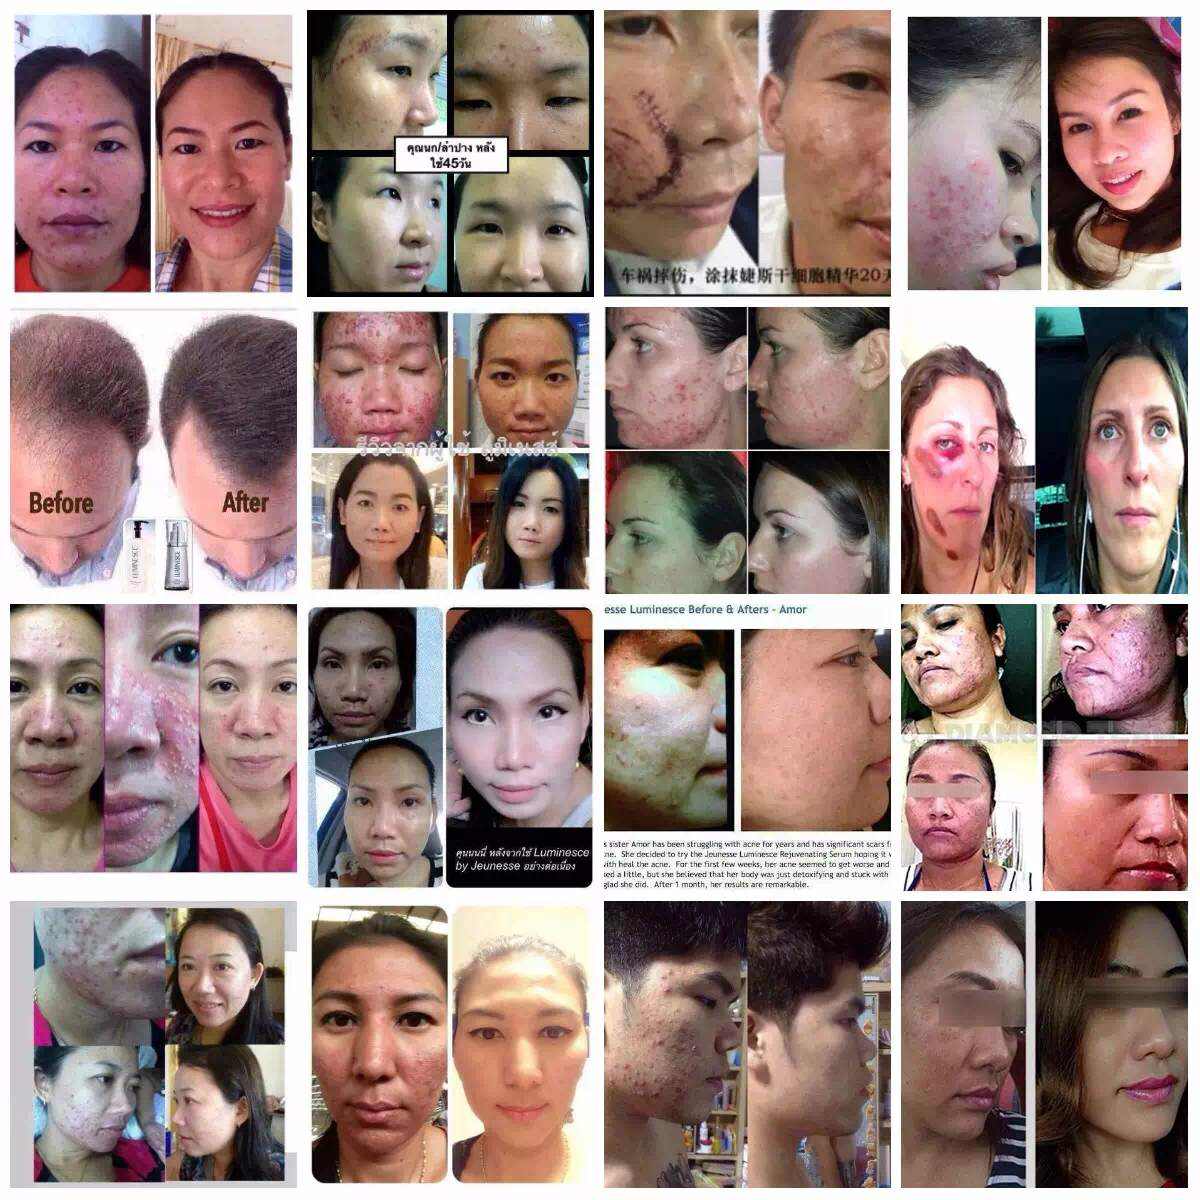 คุณนก/ลำปาง หลัง
ใช้45วัน
车祸摔伤，涂抹婕斯干细胞精华20天
Before
After
LUMINESCE
LUMINESCE
รีวิวจากผู้ใช้ ลูมิเนสส์
esse Luminesce Before & Afters - Amor
s sister Amor has been struggling with acne for years and has significant scars f
ne. She decided to try the Jeunesse Luminesce Rejuvenating Serum hoping it
ith heal the acne. For the first few weeks, her acne seemed to get worse and
ed a little, but she believed that her body was just detoxifying and stuck with
glad she did. After 1 month, her results are remarkable.
คุณนนนี่ หลังจากใช้ Luminesce
by Jeunesse อย่างต่อเนื่อง